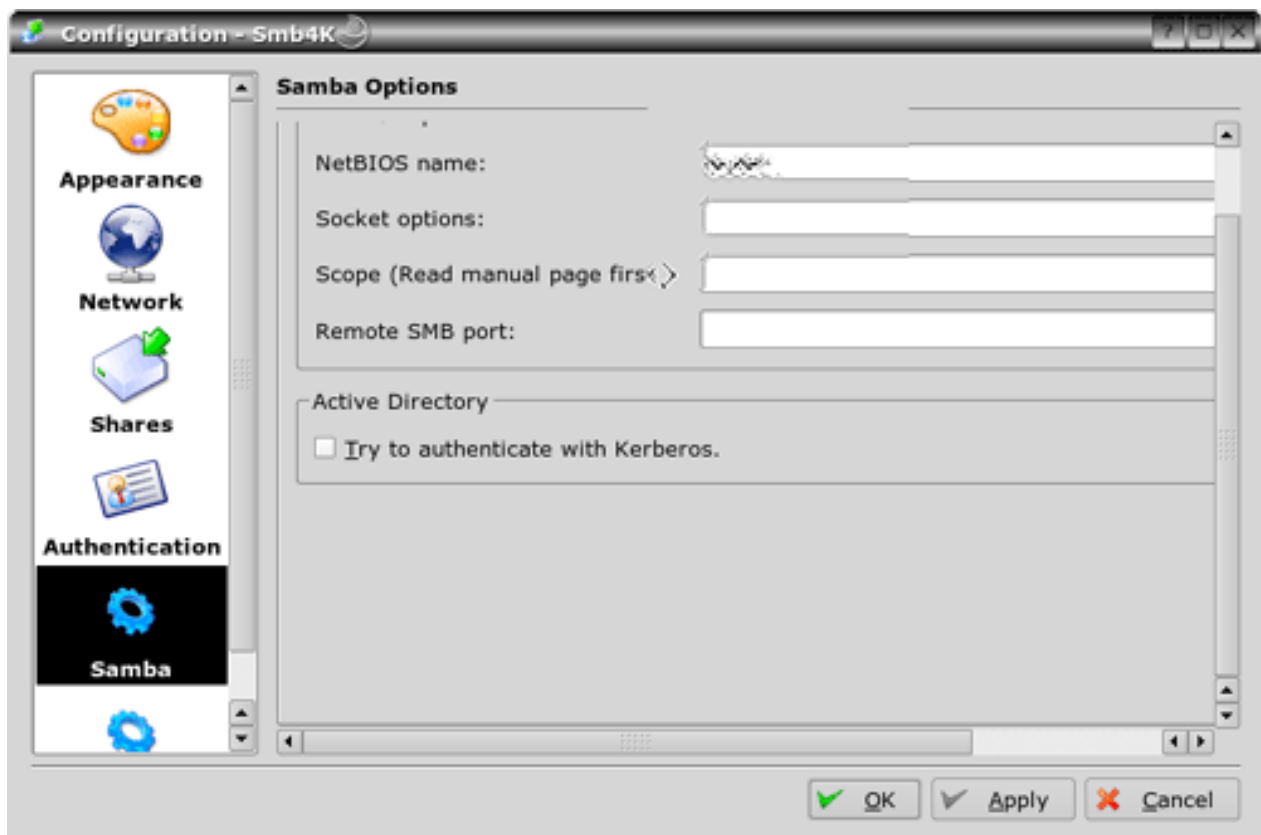 Configuration - Smb4K
Samba Options
Appearance
Network
Shares
Authentication
Samba
NetBIOS name:
Socket options:
Scope (Read manual page
Remote SMB port:
Active Directory
Try to authenticate with Kerberos.
OK
Apply
Cancel